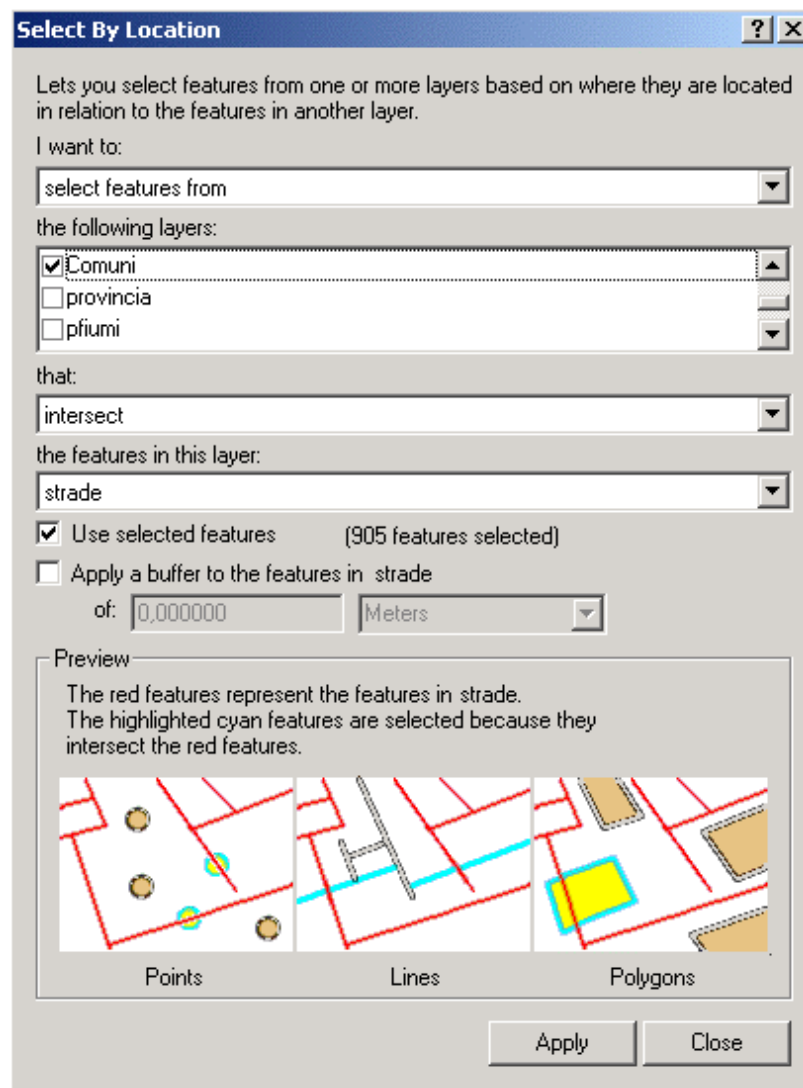 Select By Location
Lets you select features from one or more layers based on where they are located
in relation to the features in another layer.
I want to:
select features from
the following layers:
Comuni
provincia
pfiumi
that:
intersect
the features in this layer:
strade
Use selected features (905 features selected)
Apply a buffer to the features in strade
of: 0,000000 Meters
Preview
The red features represent the features in strade.
The highlighted cyan features are selected because they
intersect the red features.
Points Lines Polygons
Apply Close